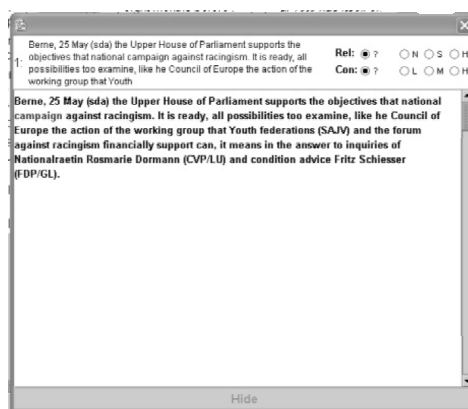 Berne, 25 May (sda) the Upper House of Parliament supports the
objectives that national campaign against racingism. It is ready, all
possibilities too examine, like he Council of Europe the action of the
working group that Youth
1:
Rel: ? N S H
Con: ? L M H
Berne, 25 May (sda) the Upper House of Parliament supports the objectives that national
campaign against racingism. It is ready, all possibilities too examine, like he Council of
Europe the action of the working group that Youth federations (SAJV) and the forum
against racingism financially support can, it means in the answer to inquiries of
Nationalraetin Rosmarie Dormann (CVP/LU) and condition advice Fritz Schiesser
(FDP/GL).
Hide